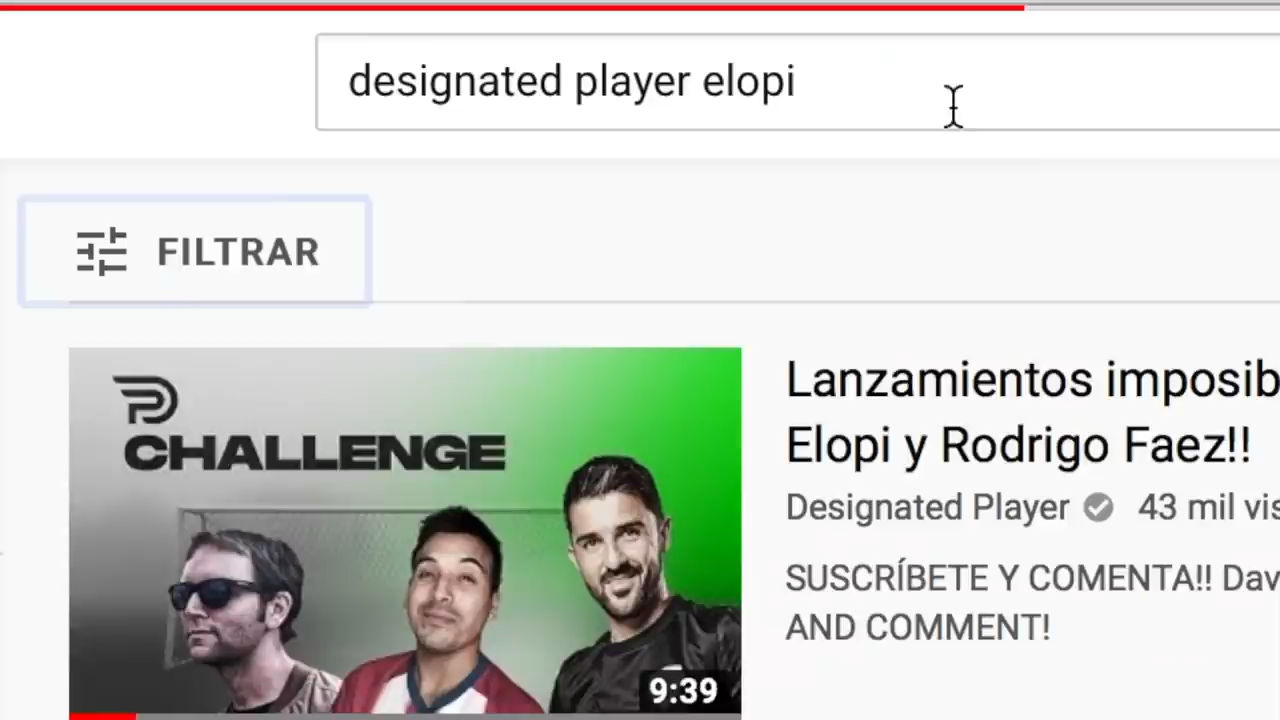 designated player elopi
FILTRAR
CHALLENGE
9:39
Lanzamientos imposib
Elopi y Rodrigo Faez!!
Designated Player 43 mil vis
SUSCRÍBETE Y COMENTA!! Dav
AND COMMENT!